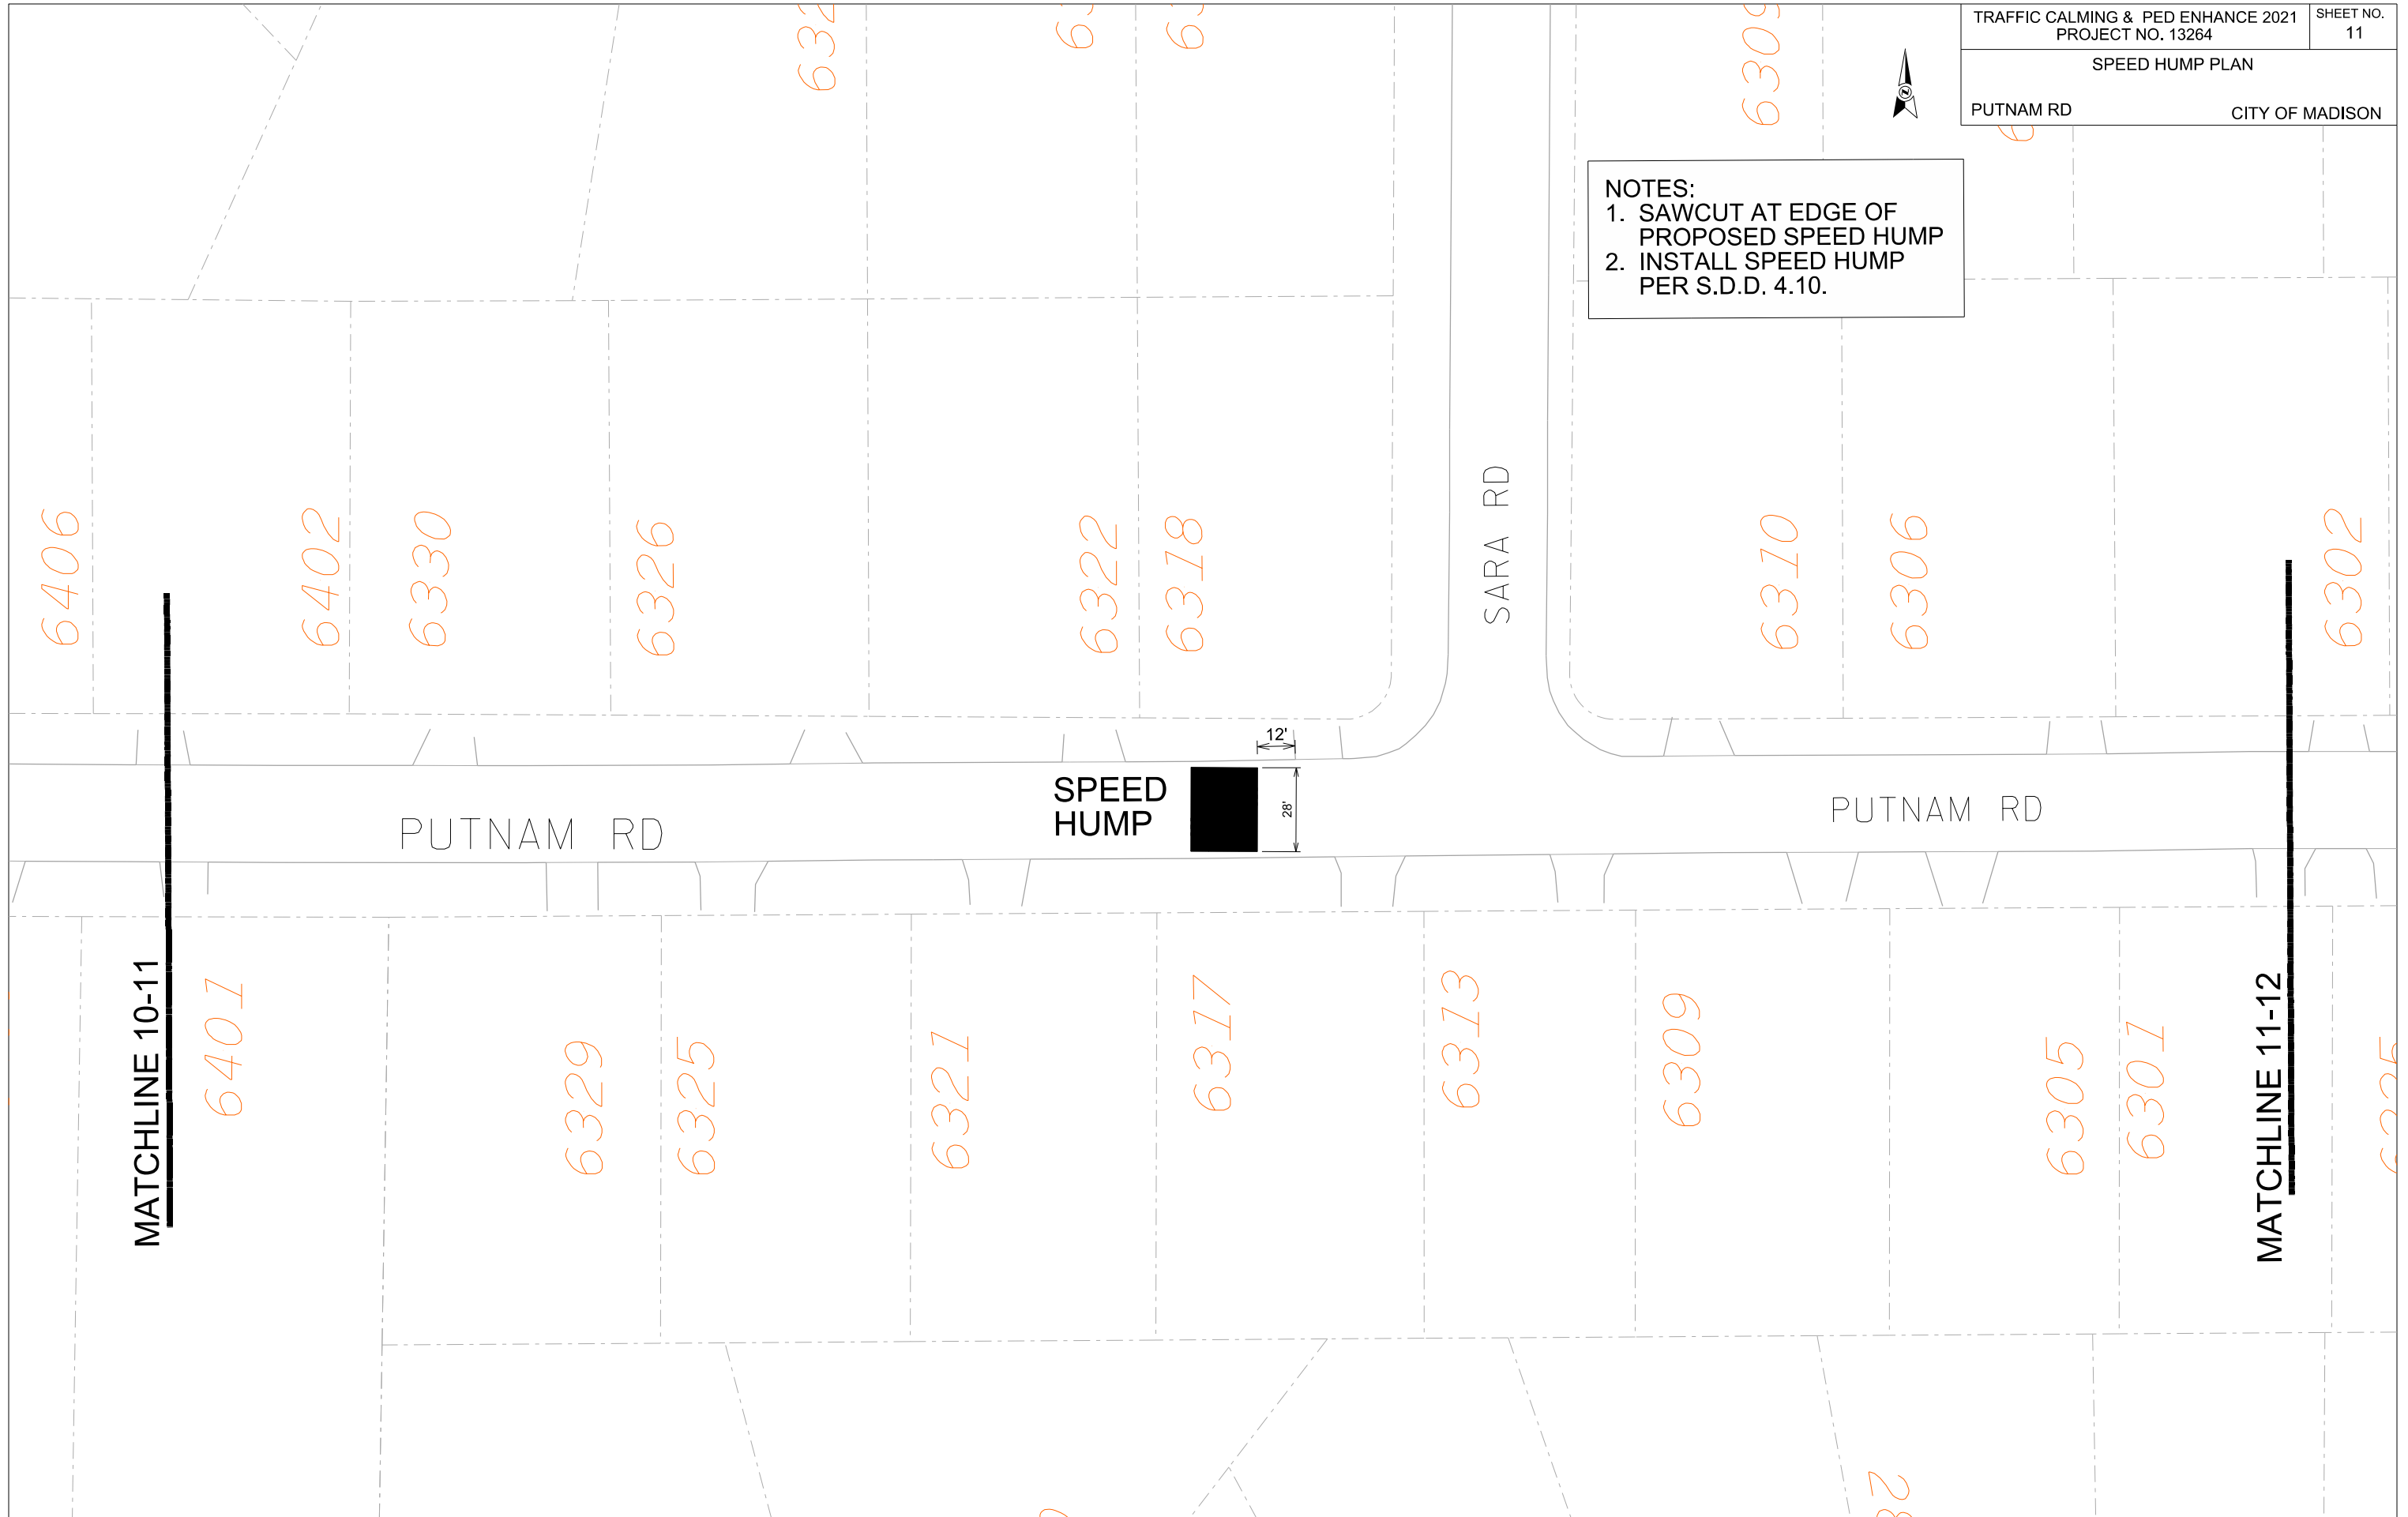 TRAFFIC CALMING & PED ENHANCE 2021
PROJECT NO. 13264
SHEET NO.
11
SPEED HUMP PLAN
PUTNAM RD
CITY OF MADISON
N
NOTES:
1. SAWCUT AT EDGE OF
PROPOSED SPEED HUMP
2. INSTALL SPEED HUMP
PER S.D.D. 4.10.
6309
6406
6402
6330
6326
6322
6318
SARA RD
6310
6306
6302
12'
SPEED
HUMP
28'
PUTNAM RD
PUTNAM RD
MATCHLINE 10-11
6401
6329
6325
6321
6317
6313
6309
6305
6301
MATCHLINE 11-12